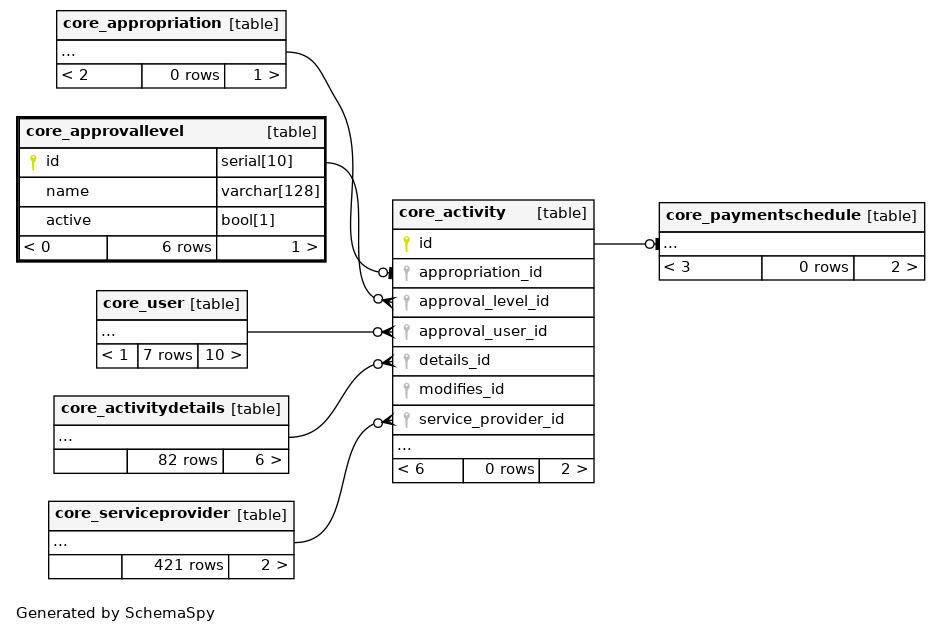 core_appropriation [table]
...
< 2 0 rows 1 >
core_approvallevel [table]
id serial[10]
name varchar[128]
active bool[1]
< 0 6 rows 1 >
core_user [table]
...
< 1 7 rows 10 >
core_activitydetails [table]
...
82 rows 6 >
core_serviceprovider [table]
...
421 rows 2 >
core_activity [table]
id
appropriation_id
approval_level_id
approval_user_id
details_id
modifies_id
service_provider_id
...
< 6 0 rows 2 >
core_paymentschedule [table]
...
< 3 0 rows 2 >
Generated by SchemaSpy